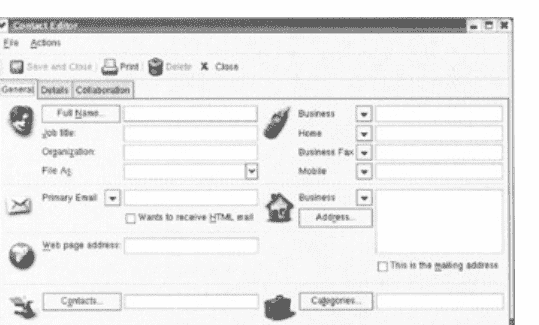 Contact Editor
File Actions
Save and Close Print Delete X Close
General Details Collaboration
Full Name...
Job title:
Organization:
File As:
Business
Home
Business Fax
Mobile
Primary Email
Wants to receive HTML mail
Business
Address...
Web page address:
This is the mailing address
Contacts...
Categories...